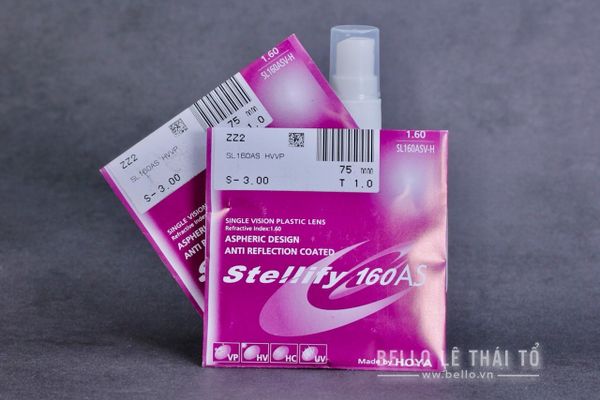 1.60
SL160ASV-H
ZZ2
SL160AS HVVP
75
S- 3.00
T 1.0
ZZ2
SL160AS HVVP
75
S- 3.00
T 1.0
1.60
SL160ASV-H
SINGLE VISION PLASTIC LENS
Refractive Index:1.60
ASPHERIC DESIGN
ANTI REFLECTION COATED
Stellify 160AS
VP HV HC UV
Made by HOYA
BELLO LÊ THÁI TỔ
www.bello.vn